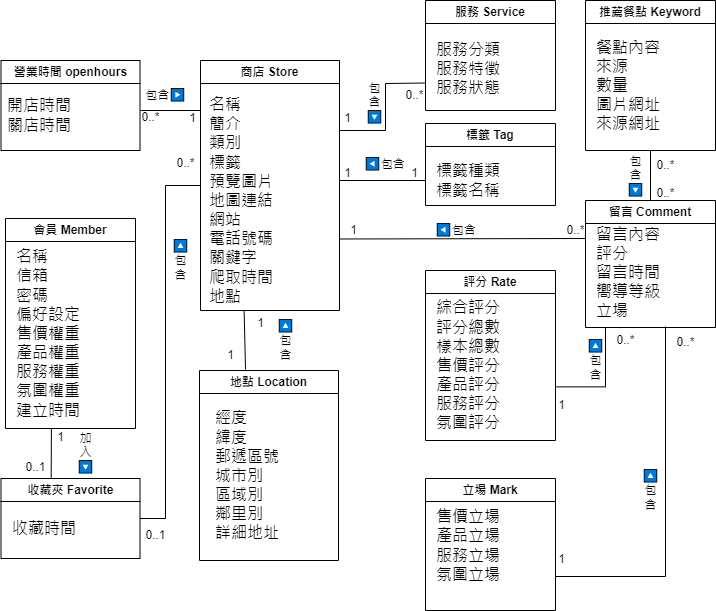 營業時間 openhours
開店時間
關店時間
商店 Store
名稱
簡介
類別
標籤
預覽圖片
地圖連結
網站
電話號碼
關鍵字
爬取時間
地點
服務 Service
服務分類
服務特徵
服務狀態
推薦餐點 Keyword
餐點內容
來源
數量
圖片網址
來源網址
標籤 Tag
標籤種類
標籤名稱
留言 Comment
留言內容
評分
留言時間
嚮導等級
立場
會員 Member
名稱
信箱
密碼
偏好設定
售價權重
產品權重
服務權重
氛圍權重
建立時間
評分 Rate
綜合評分
評分總數
樣本總數
售價評分
產品評分
服務評分
氛圍評分
地點 Location
經度
緯度
郵遞區號
城市別
區域別
鄰里別
詳細地址
收藏夾 Favorite
收藏時間
立場 Mark
售價立場
產品立場
服務立場
氛圍立場
包含
0..*
1
包含
1
0..*
包含
1
1
包含
0..*
0..*
包含
1
0..*
包含
0..*
0..1
包含
1
1
加入
1
0..1
包含
0..*
1
包含
0..*
1